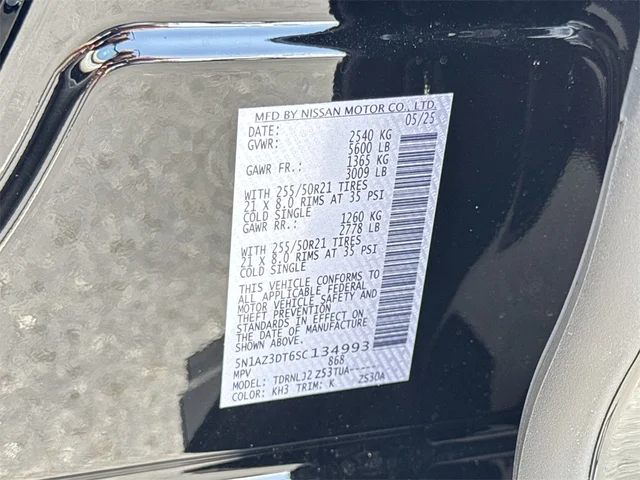 MFD BY NISSAN MOTOR CO., LTD.
DATE: 05/25
GVWR: 2540 KG
5600 LB
GAWR FR.: 1365 KG
3009 LB
WITH 255/50R21 TIRES
21 X 8.0 RIMS AT 35 PSI
COLD SINGLE
GAWR RR.: 1260 KG
2778 LB
WITH 255/50R21 TIRES
21 X 8.0 RIMS AT 35 PSI
COLD SINGLE
THIS VEHICLE CONFORMS TO
ALL APPLICABLE FEDERAL
MOTOR VEHICLE SAFETY AND
THEFT PREVENTION
STANDARDS IN EFFECT ON
THE DATE OF MANUFACTURE
SHOWN ABOVE.
5N1AZ3DT6SC134993
MPV 868
MODEL: TDRNLJ2 Z53TUA-----
COLOR: KH3 TRIM: K ZS30A